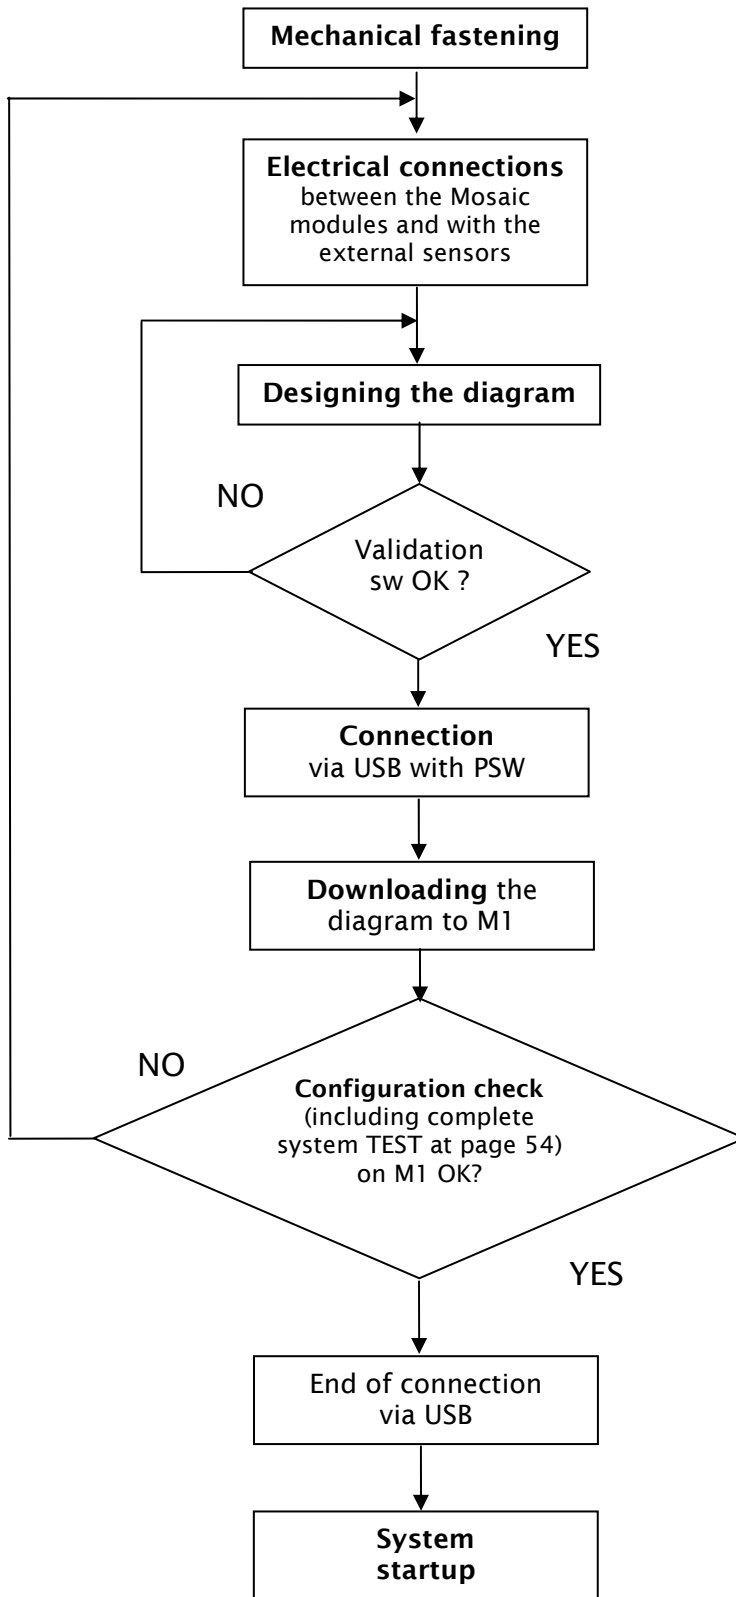 Mechanical fastening
Electrical connections
between the Mosaic
modules and with the
external sensors
Designing the diagram
NO
Validation
sw OK ?
YES
Connection
via USB with PSW
Downloading the
diagram to M1
NO
Configuration check
(including complete
system TEST at page 54)
on M1 OK?
YES
End of connection
via USB
System
startup